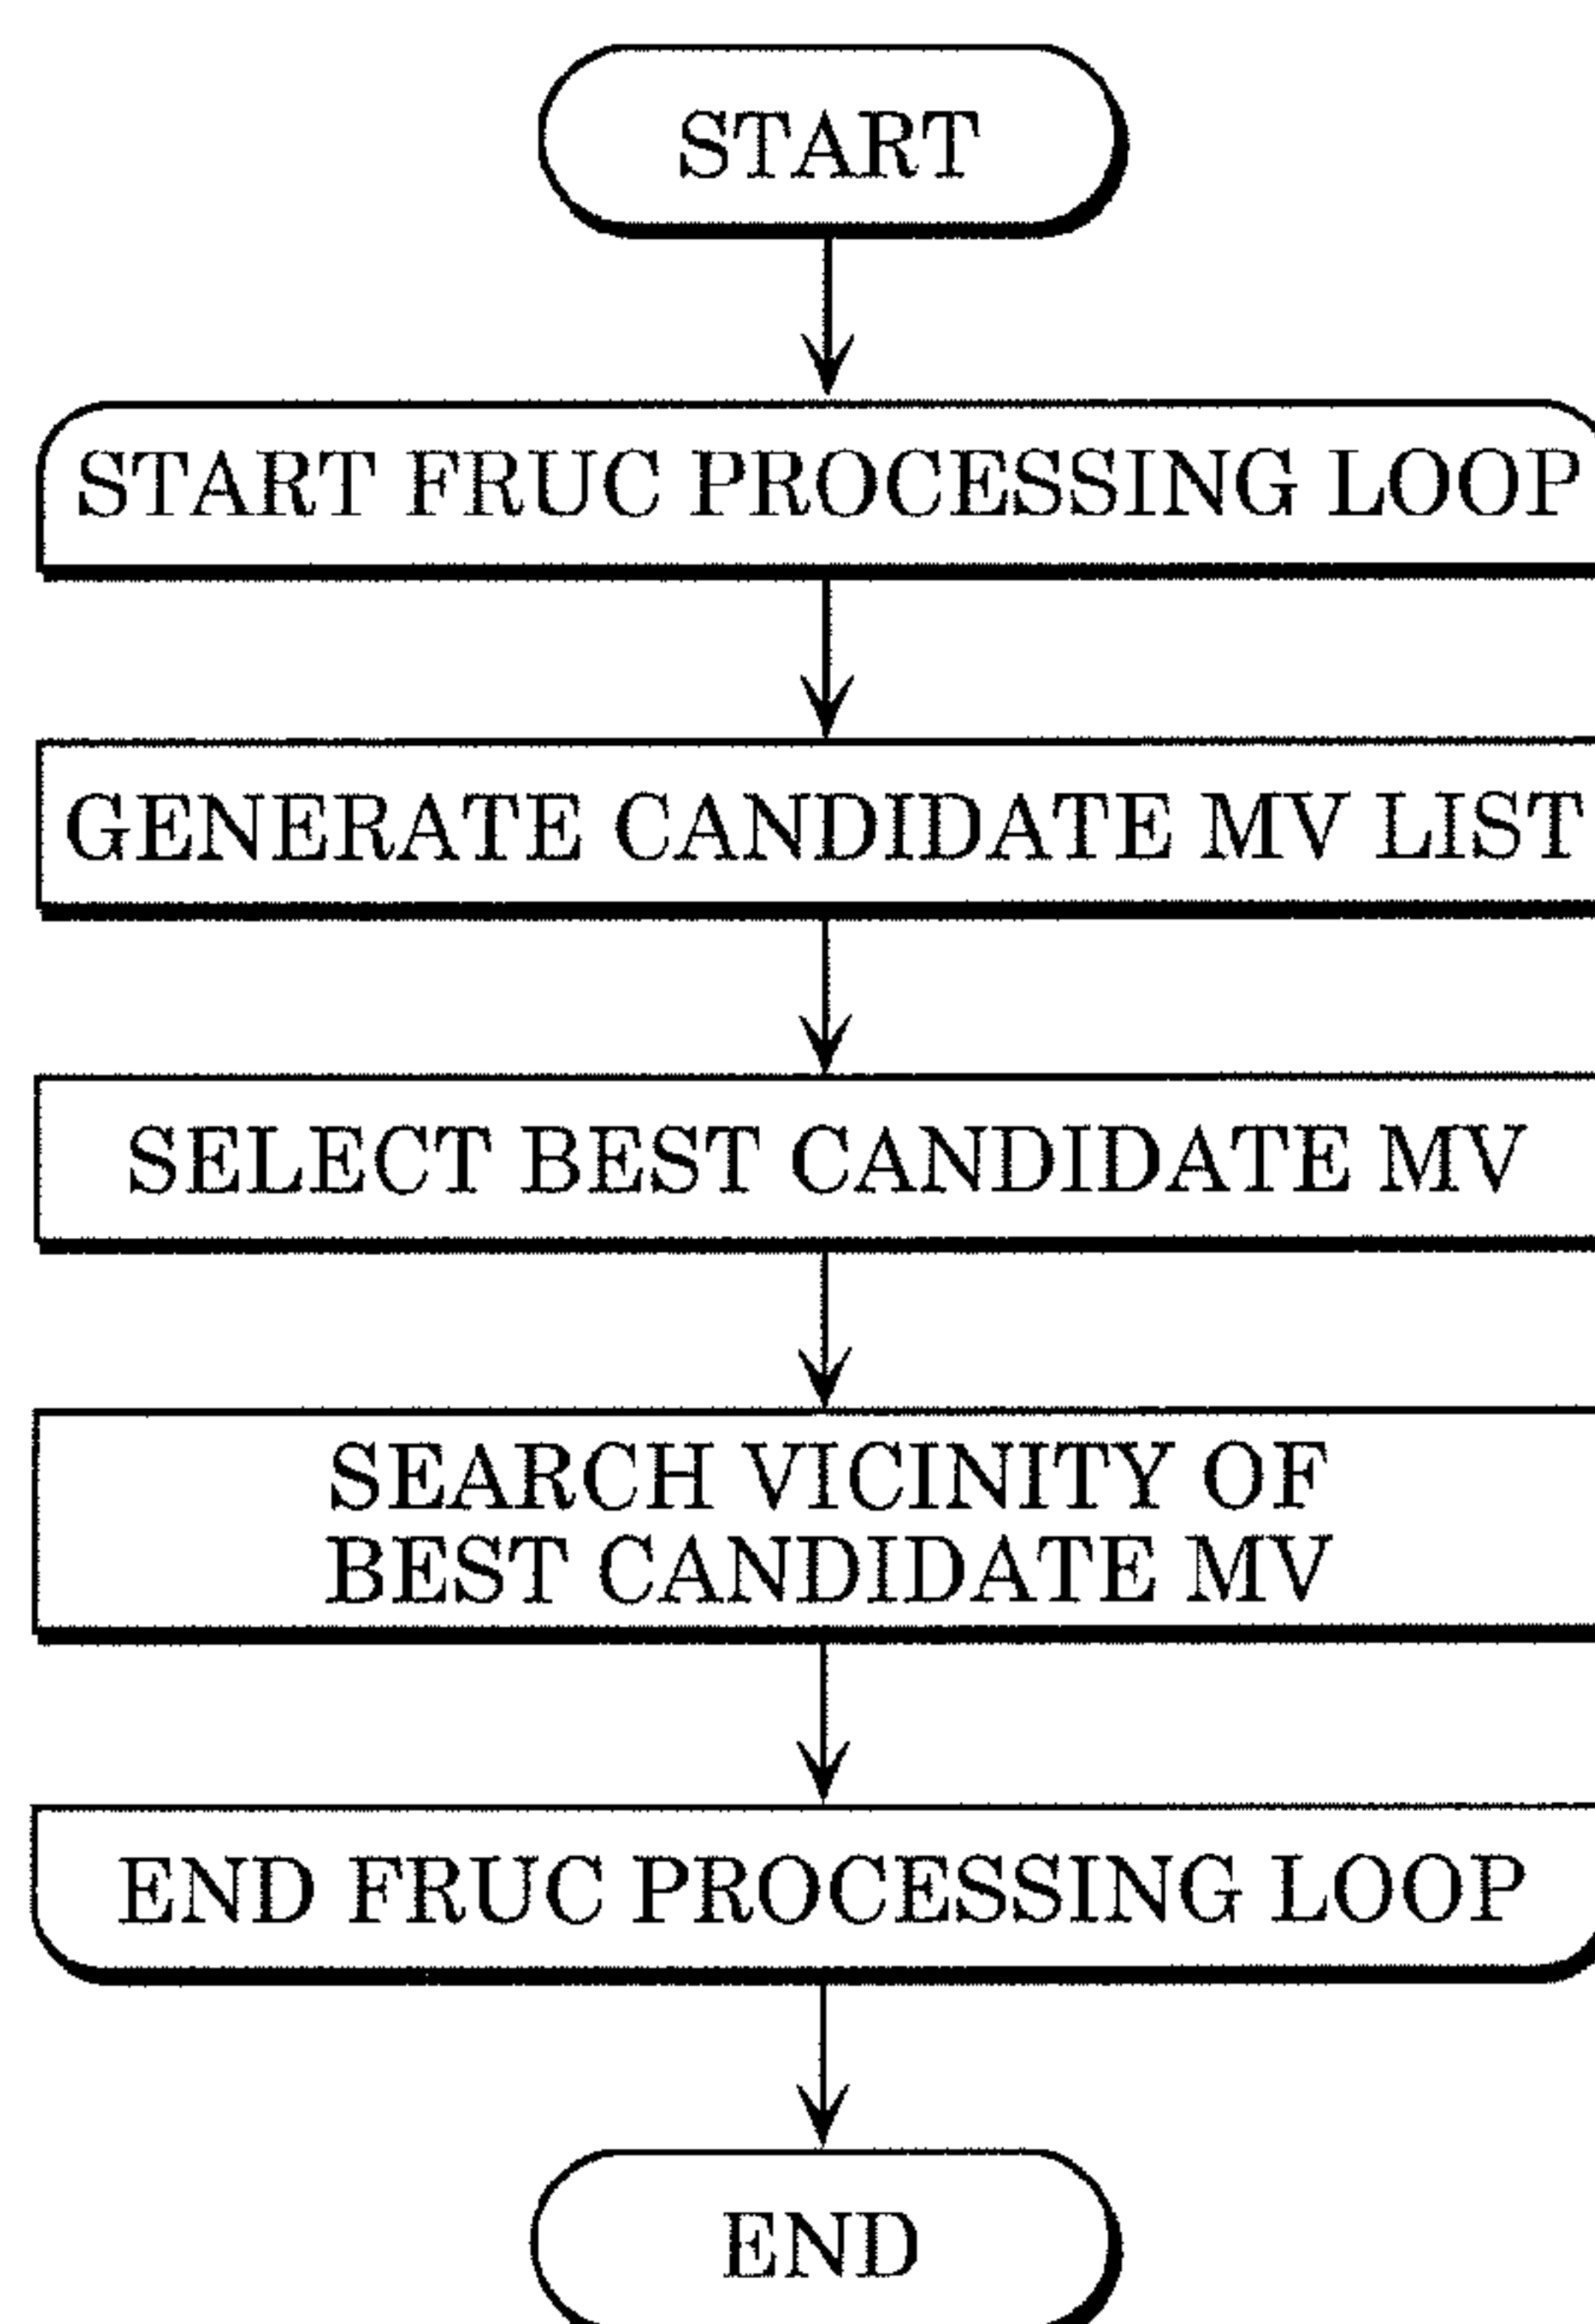 START
START FRUC PROCESSING LOOP
GENERATE CANDIDATE MV LIST
SELECT BEST CANDIDATE MV
SEARCH VICINITY OF
BEST CANDIDATE MV
END FRUC PROCESSING LOOP
END